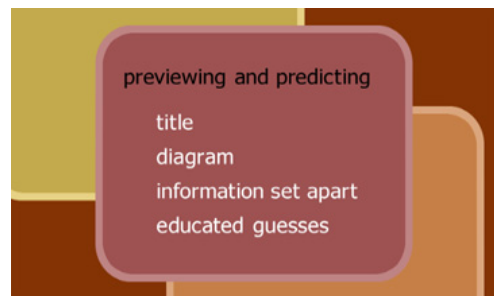 previewing and predicting
title
diagram
information set apart
educated guesses